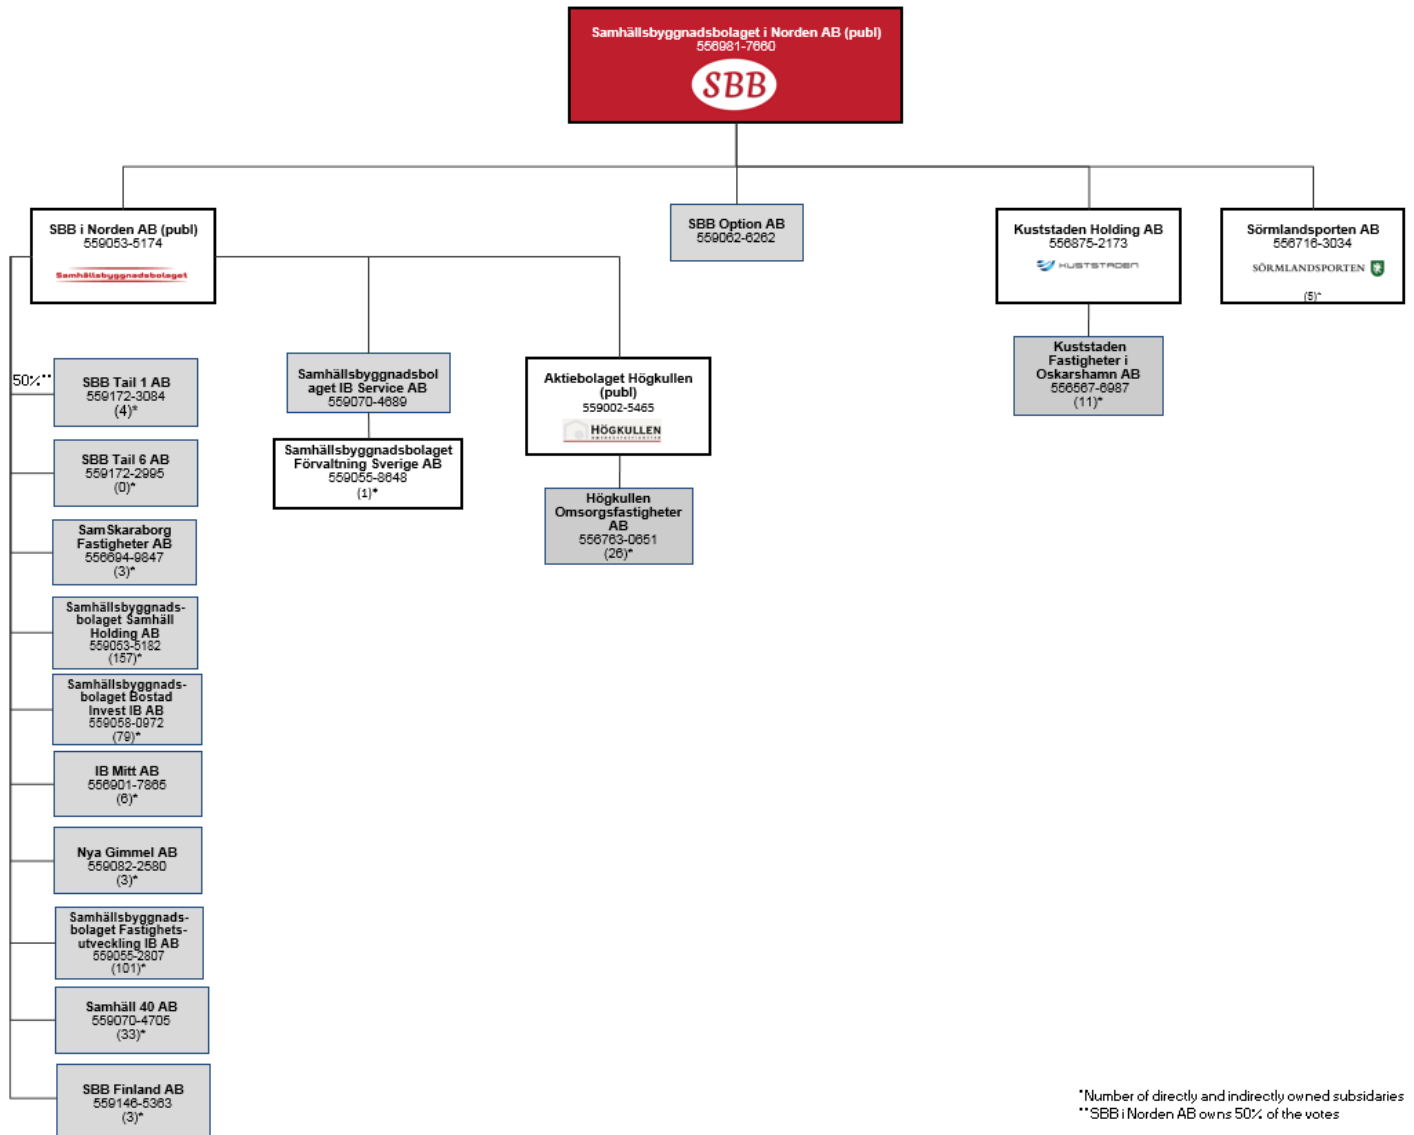 Samhällsbyggnadsbolaget i Norden AB (publ)
556981-7660
SBB
SBB i Norden AB (publ)
559053-5174
Samhällsbyggnadsbolaget
SBB Option AB
559062-6262
Kuststaden Holding AB
556875-2173
KUSTSTADEN
Sörmlandsporten AB
556716-3034
SÖRMLANDSPORTEN
(5)*
Kuststaden
Fastigheter i
Oskarshamn AB
556567-6987
(11)*
Samhällsbyggnadsbol
aget IB Service AB
559070-4689
Samhällsbyggnadsbolaget
Förvaltning Sverige AB
559055-8648
(1)*
Aktiebolaget Högkullen
(publ)
559002-5465
HÖGKULLEN
OMSORGSFASTIGHETER
Högkullen
Omsorgsfastigheter
AB
556763-0651
(26)*
50%**
SBB Tail 1 AB
559172-3084
(4)*
SBB Tail 6 AB
559172-2995
(0)*
SamSkaraborg
Fastigheter AB
556694-9847
(3)*
Samhällsbyggnads-
bolaget Samhäll
Holding AB
559053-5182
(157)*
Samhällsbyggnads-
bolaget Bostad
Invest IB AB
559058-0972
(79)*
IB Mitt AB
556901-7865
(6)*
Nya Gimmel AB
559082-2580
(3)*
Samhällsbyggnads-
bolaget Fastighets-
utveckling IB AB
559055-2807
(101)*
Samhäll 40 AB
559070-4705
(33)*
SBB Finland AB
559146-5363
(3)*
*Number of directly and indirectly owned subsidaries
**SBB i Norden AB owns 50% of the votes